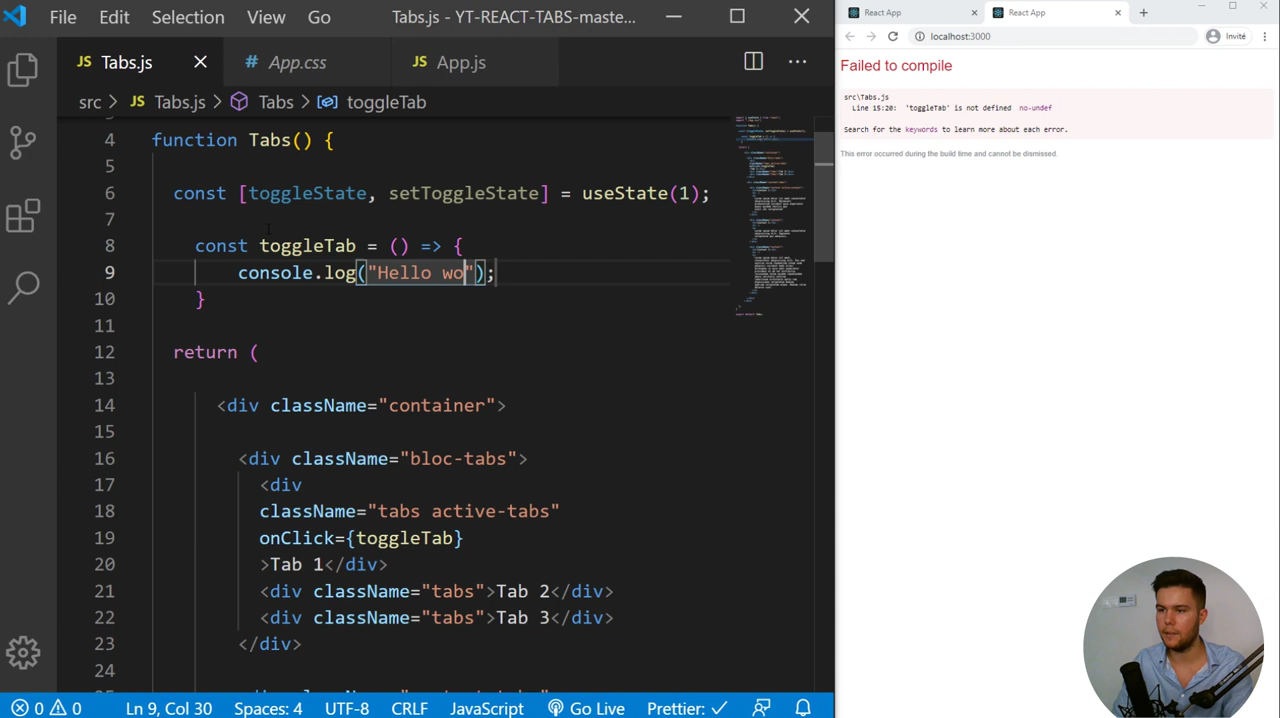 File Edit Selection View Go Tabs.js - YT-REACT-TABS-maste...
JS Tabs.js # App.css JS App.js
src > JS Tabs.js > Tabs > toggleTab
4 function Tabs() {
5
6 const [toggleState, setToggleState] = useState(1);
7
8 const toggleTab = () => {
9 console.log("Hello wo");
10 }
11
12 return (
13
14 <div className="container">
15
16 <div className="bloc-tabs">
17 <div
18 className="tabs active-tabs"
19 onClick={toggleTab}
20 >Tab 1</div>
21 <div className="tabs">Tab 2</div>
22 <div className="tabs">Tab 3</div>
23 </div>
24
0 0 Ln 9, Col 30 Spaces: 4 UTF-8 CRLF JavaScript Go Live Prettier: ✓
React App React App
localhost:3000 Invité
Failed to compile
src\Tabs.js
Line 15:20: 'toggleTab' is not defined no-undef
Search for the keywords to learn more about each error.
This error occurred during the build time and cannot be dismissed.